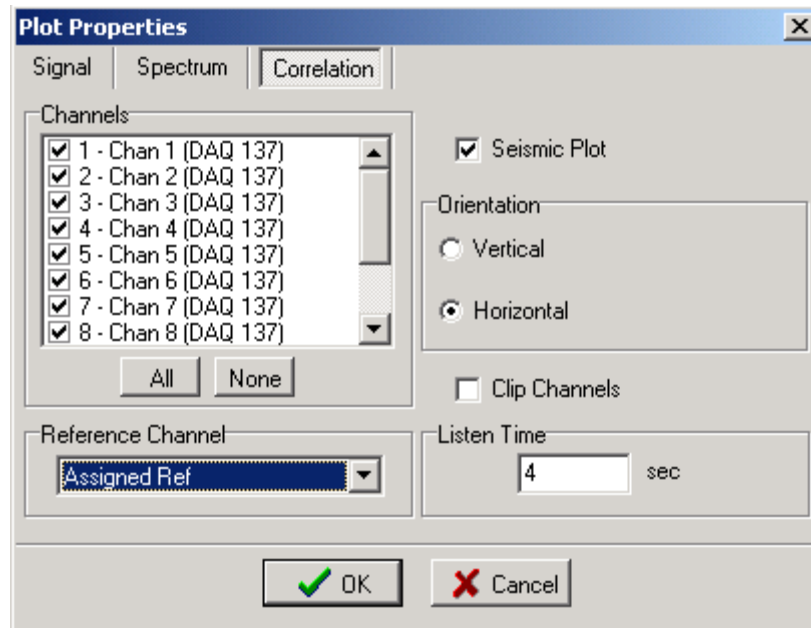 Plot Properties
Signal Spectrum Correlation
Channels
1 - Chan 1 (DAQ 137)
2 - Chan 2 (DAQ 137)
3 - Chan 3 (DAQ 137)
4 - Chan 4 (DAQ 137)
5 - Chan 5 (DAQ 137)
6 - Chan 6 (DAQ 137)
7 - Chan 7 (DAQ 137)
8 - Chan 8 (DAQ 137)
All None
Seismic Plot
Orientation
Vertical
Horizontal
Clip Channels
Reference Channel
Assigned Ref
Listen Time
4 sec
OK Cancel